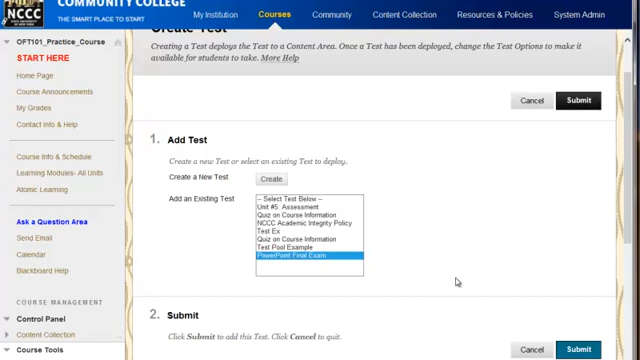 COMMUNITY COLLEGE
NCCC
THE SMART PLACE TO START
My Institution
Courses
Community
Content Collection
Resources & Policies
System Admin
OFT101_Practice_Course
START HERE
Home Page
Course Announcements
My Grades
Contact Info & Help
Course Info & Schedule
Learning Modules- All Units
Atomic Learning
Ask a Question Area
Send Email
Calendar
Blackboard Help
COURSE MANAGEMENT
Control Panel
Content Collection
Course Tools
Create Test
Creating a Test deploys the Test to a Content Area. Once a Test has been deployed, change the Test Options to make it
available for students to take. More Help
Cancel
Submit
1. Add Test
Create a new Test or select an existing Test to deploy.
Create a New Test
Create
Add an Existing Test
-- Select Test Below --
Unit #5: Assessment
Quiz on Course Information
NCCC Academic Integrity Policy
Test Ex
Quiz on Course Information
Test Pool Example
PowerPoint Final Exam
2. Submit
Click Submit to add this Test. Click Cancel to quit.
Cancel
Submit